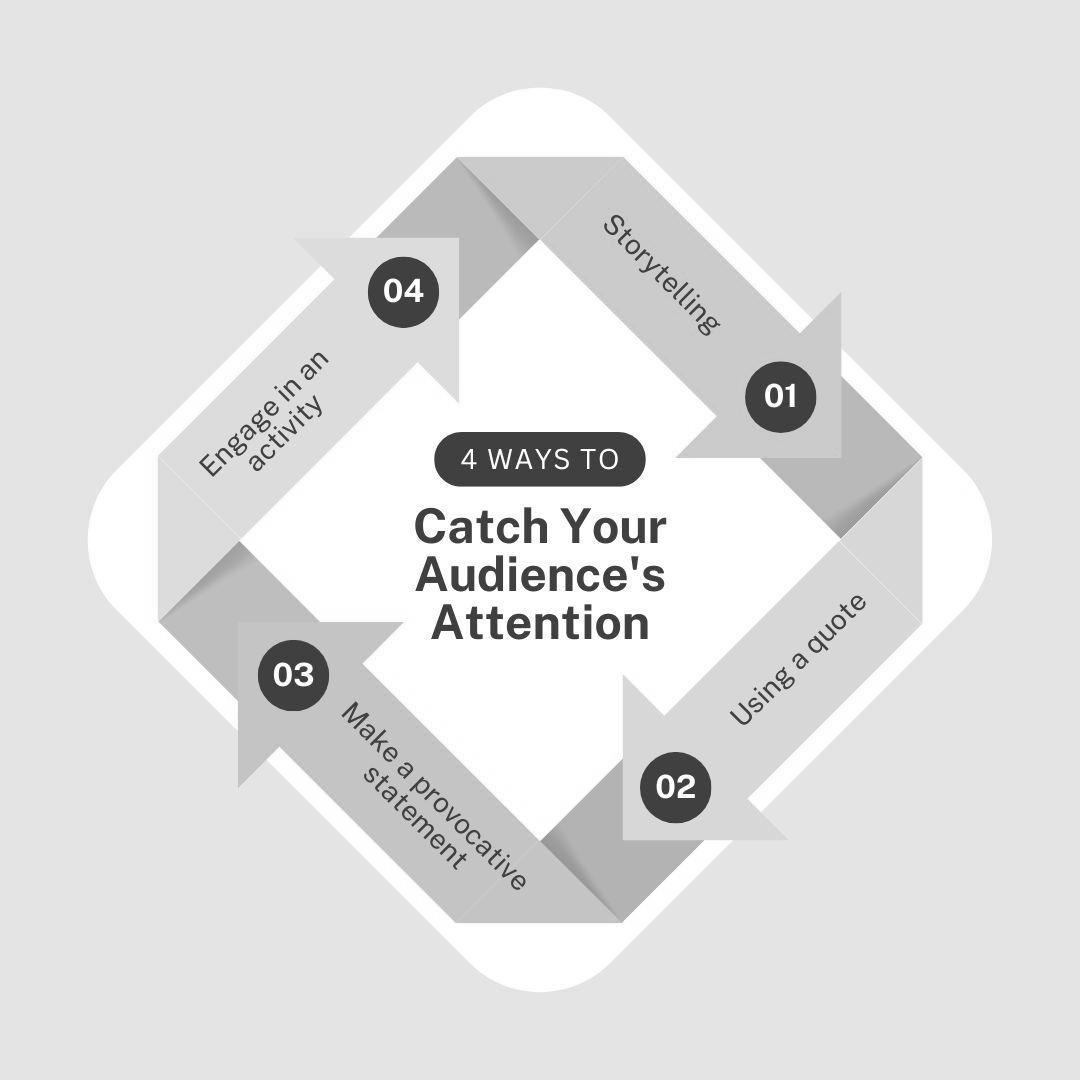 4 WAYS TO
Catch Your
Audience's
Attention
Storytelling
01
Using a quote
02
03
Make a provocative
statement
04
Engage in an
activity